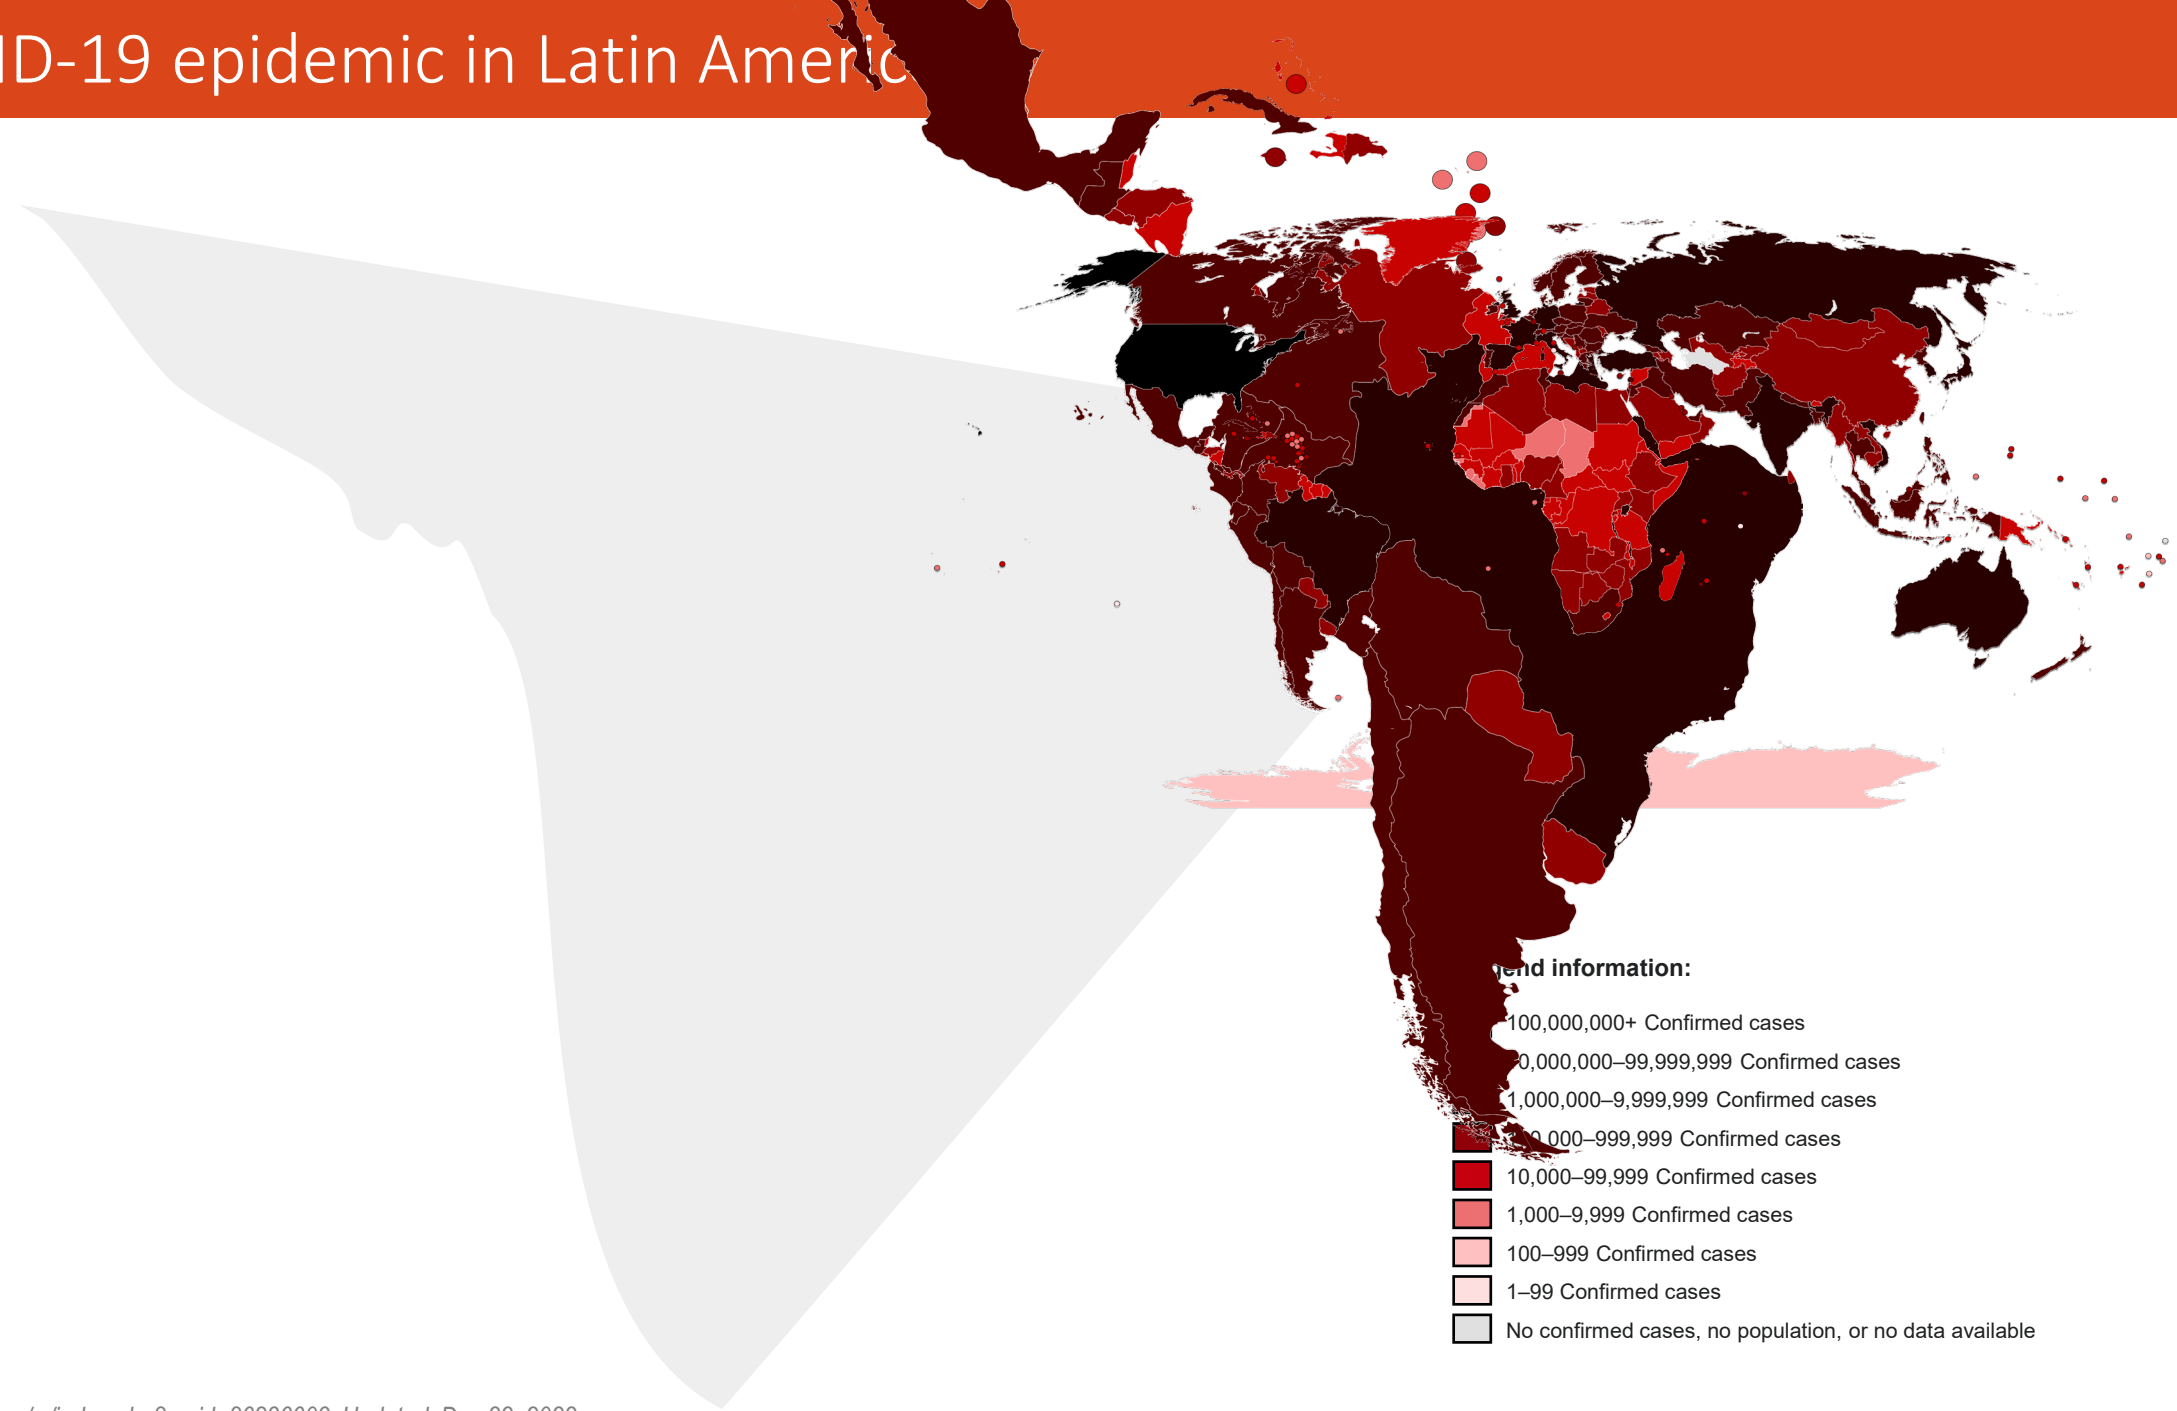 ID-19 epidemic in Latin Americ
gend information:
100,000,000+ Confirmed cases
0,000,000–99,999,999 Confirmed cases
1,000,000–9,999,999 Confirmed cases
00,000–999,999 Confirmed cases
10,000–99,999 Confirmed cases
1,000–9,999 Confirmed cases
100–999 Confirmed cases
1–99 Confirmed cases
No confirmed cases, no population, or no data available